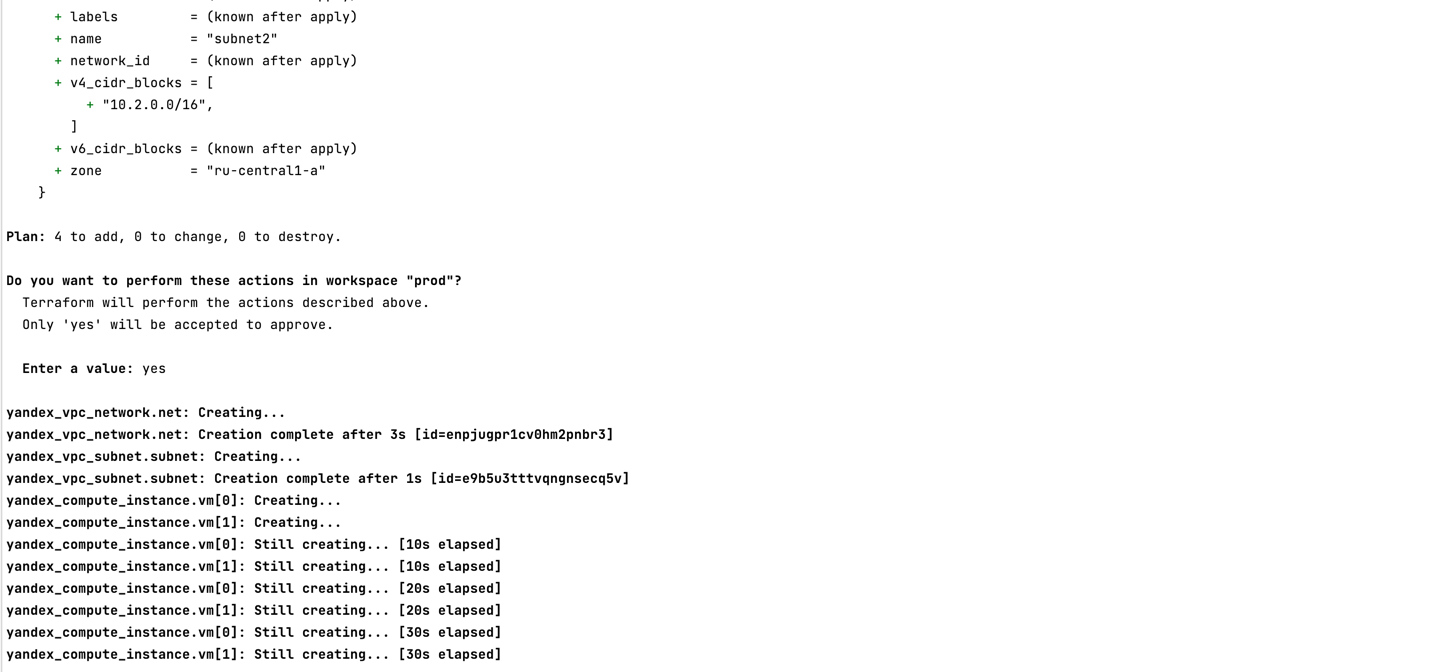 + labels         = (known after apply)
+ name           = "subnet2"
+ network_id     = (known after apply)
+ v4_cidr_blocks = [
+ "10.2.0.0/16",
]
+ v6_cidr_blocks = (known after apply)
+ zone           = "ru-central1-a"
}
Plan: 4 to add, 0 to change, 0 to destroy.
Do you want to perform these actions in workspace "prod"?
Terraform will perform the actions described above.
Only 'yes' will be accepted to approve.
Enter a value: yes
yandex_vpc_network.net: Creating...
yandex_vpc_network.net: Creation complete after 3s [id=enpjugpr1cv0hm2pnbr3]
yandex_vpc_subnet.subnet: Creating...
yandex_vpc_subnet.subnet: Creation complete after 1s [id=e9b5u3tttvqngnsecq5v]
yandex_compute_instance.vm[0]: Creating...
yandex_compute_instance.vm[1]: Creating...
yandex_compute_instance.vm[0]: Still creating... [10s elapsed]
yandex_compute_instance.vm[1]: Still creating... [10s elapsed]
yandex_compute_instance.vm[0]: Still creating... [20s elapsed]
yandex_compute_instance.vm[1]: Still creating... [20s elapsed]
yandex_compute_instance.vm[0]: Still creating... [30s elapsed]
yandex_compute_instance.vm[1]: Still creating... [30s elapsed]